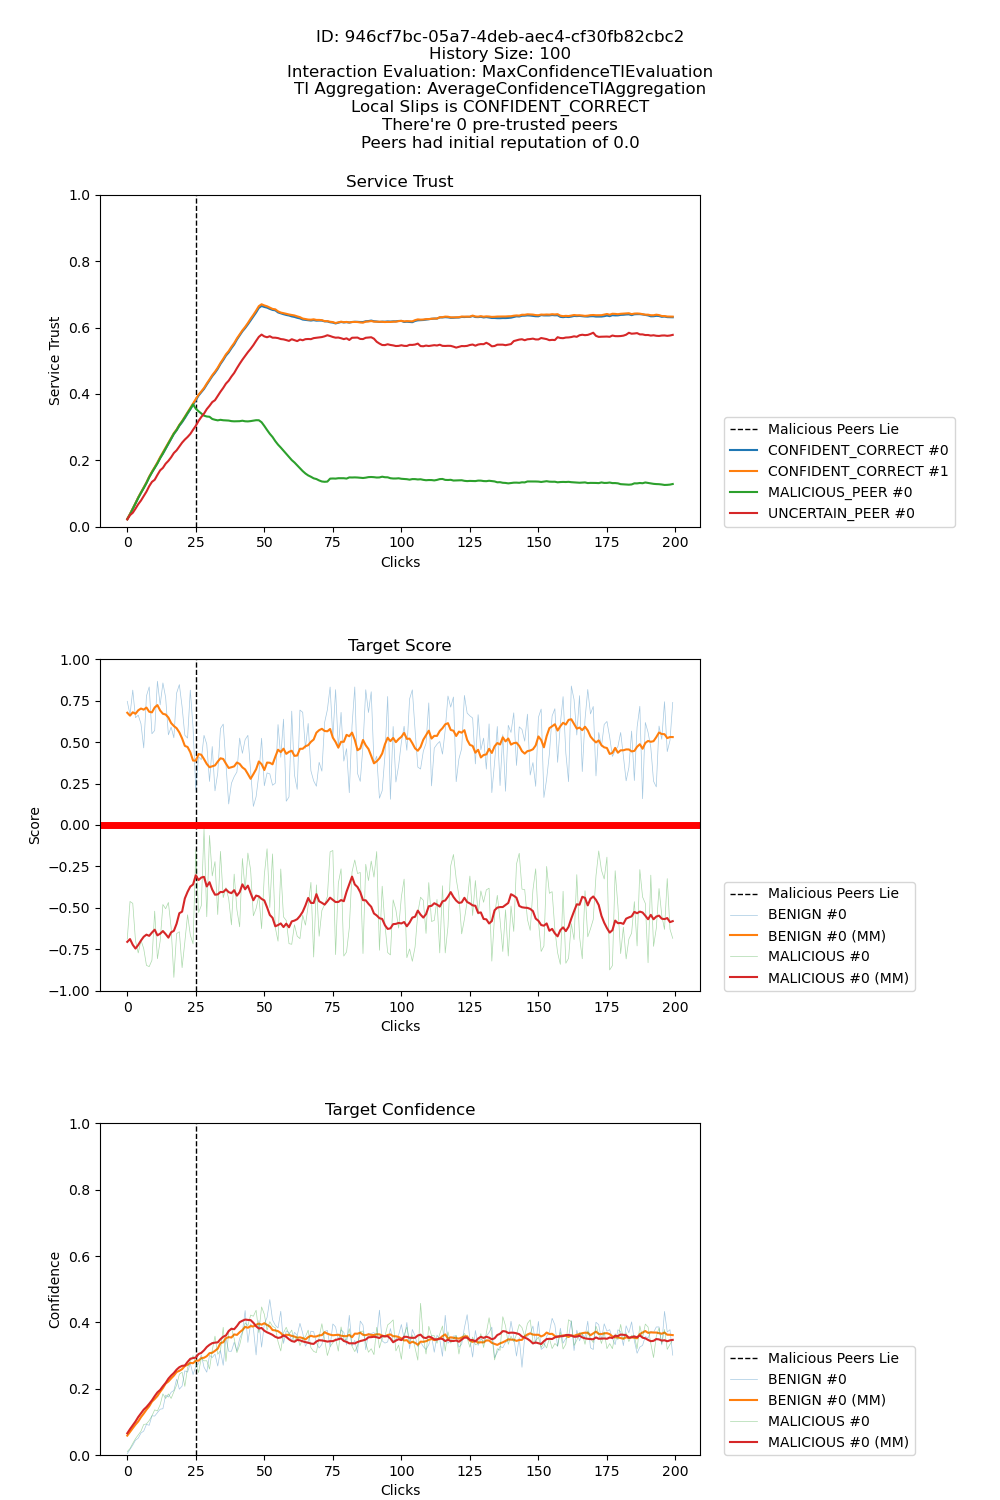 ID: 946cf7bc-05a7-4deb-aec4-cf30fb82cbc2
History Size: 100
Interaction Evaluation: MaxConfidenceTIEvaluation
TI Aggregation: AverageConfidenceTIAggregation
Local Slips is CONFIDENT_CORRECT
There're 0 pre-trusted peers
Peers had initial reputation of 0.0
Service Trust
1.0
0.8
0.6
0.4
0.2
0.0
Service Trust
0 25 50 75 100 125 150 175 200
Clicks
Malicious Peers Lie
CONFIDENT_CORRECT #0
CONFIDENT_CORRECT #1
MALICIOUS_PEER #0
UNCERTAIN_PEER #0
Target Score
1.00
0.75
0.50
0.25
0.00
−0.25
−0.50
−0.75
−1.00
Score
0 25 50 75 100 125 150 175 200
Clicks
Malicious Peers Lie
BENIGN #0
BENIGN #0 (MM)
MALICIOUS #0
MALICIOUS #0 (MM)
Target Confidence
1.0
0.8
0.6
0.4
0.2
0.0
Confidence
0 25 50 75 100 125 150 175 200
Clicks
Malicious Peers Lie
BENIGN #0
BENIGN #0 (MM)
MALICIOUS #0
MALICIOUS #0 (MM)